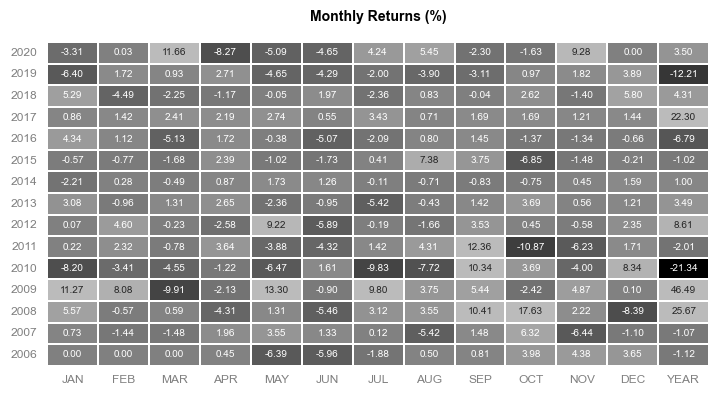 Monthly Returns (%)
2020 -3.31 0.03 11.66 -8.27 -5.09 -4.65 4.24 5.45 -2.30 -1.63 9.28 0.00 3.50
2019 -6.40 1.72 0.93 2.71 -4.65 -4.29 -2.00 -3.90 -3.11 0.97 1.82 3.89 -12.21
2018 5.29 -4.49 -2.25 -1.17 -0.05 1.97 -2.36 0.83 -0.04 2.62 -1.40 5.80 4.31
2017 0.86 1.42 2.41 2.19 2.74 0.55 3.43 0.71 1.69 1.69 1.21 1.44 22.30
2016 4.34 1.12 -5.13 1.72 -0.38 -5.07 -2.09 0.80 1.45 -1.37 -1.34 -0.66 -6.79
2015 -0.57 -0.77 -1.68 2.39 -1.02 -1.73 0.41 7.38 3.75 -6.85 -1.48 -0.21 -1.02
2014 -2.21 0.28 -0.49 0.87 1.73 1.26 -0.11 -0.71 -0.83 -0.75 0.45 1.59 1.00
2013 3.08 -0.96 1.31 2.65 -2.36 -0.95 -5.42 -0.43 1.42 3.69 0.56 1.21 3.49
2012 0.07 4.60 -0.23 -2.58 9.22 -5.89 -0.19 -1.66 3.53 0.45 -0.58 2.35 8.61
2011 0.22 2.32 -0.78 3.64 -3.88 -4.32 1.42 4.31 12.36 -10.87 -6.23 1.71 -2.01
2010 -8.20 -3.41 -4.55 -1.22 -6.47 1.61 -9.83 -7.72 10.34 3.69 -4.00 8.34 -21.34
2009 11.27 8.08 -9.91 -2.13 13.30 -0.90 9.80 3.75 5.44 -2.42 4.87 0.10 46.49
2008 5.57 -0.57 0.59 -4.31 1.31 -5.46 3.12 3.55 10.41 17.63 2.22 -8.39 25.67
2007 0.73 -1.44 -1.48 1.96 3.55 1.33 0.12 -5.42 1.48 6.32 -6.44 -1.10 -1.07
2006 0.00 0.00 0.00 0.45 -6.39 -5.96 -1.88 0.50 0.81 3.98 4.38 3.65 -1.12
JAN FEB MAR APR MAY JUN JUL AUG SEP OCT NOV DEC YEAR